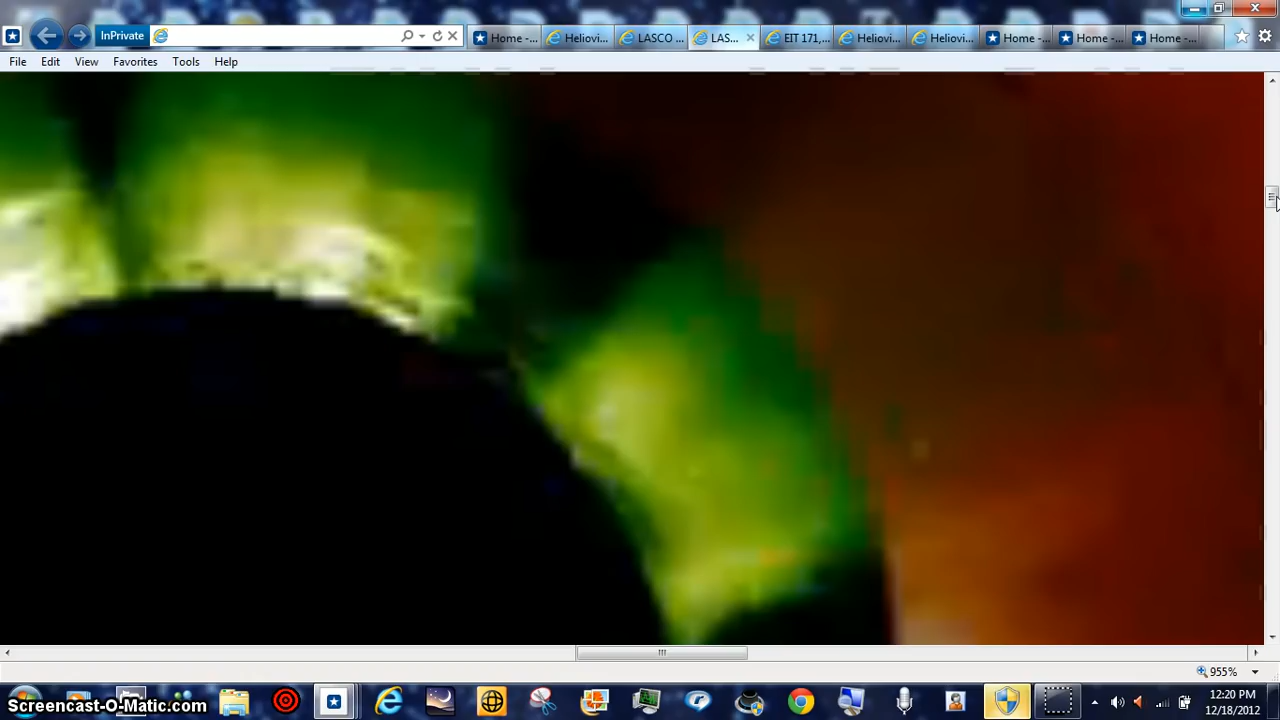 InPrivate
Home -...
Heliovi...
LASCO ...
LAS...
EIT 171,...
Heliovi...
Heliovi...
Home -...
Home -...
Home -...
File Edit View Favorites Tools Help
955%
Screencast-O-Matic.com
12:20 PM
12/18/2012